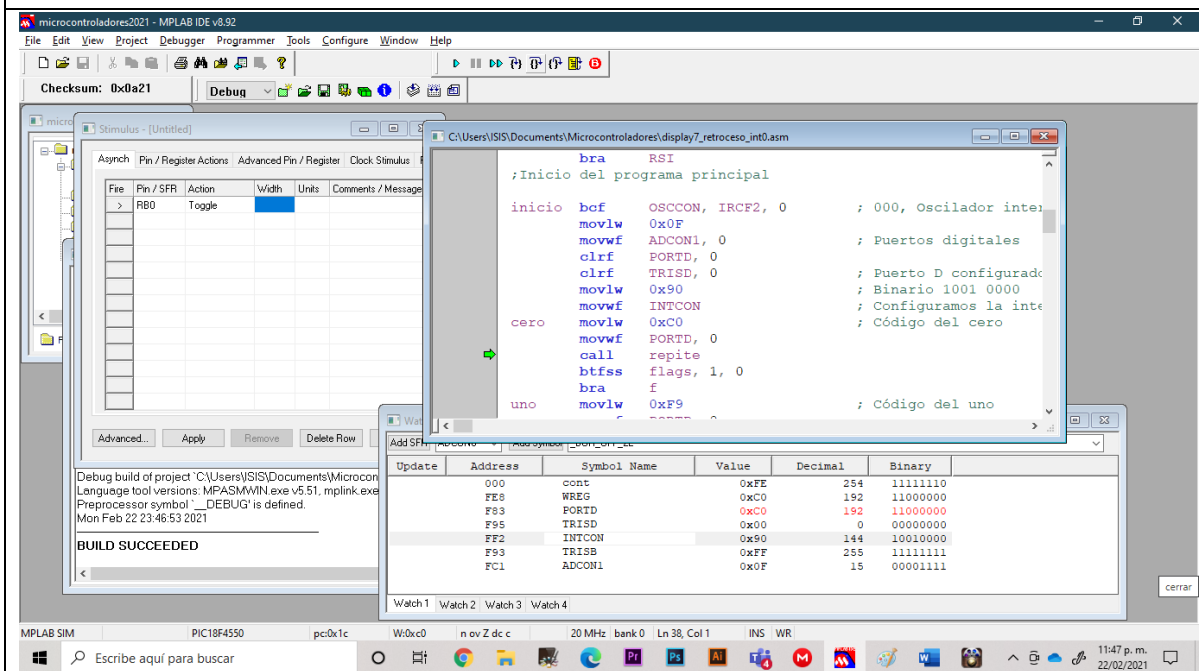 microcontroladores2021 - MPLAB IDE v8.92
File Edit View Project Debugger Programmer Tools Configure Window Help
Checksum: 0x0a21
Debug
micro
Stimulus - [Untitled]
C:\Users\ISIS\Documents\Microcontroladores\display7_retroceso_int0.asm
Asynch Pin / Register Actions Advanced Pin / Register Clock Stimulus
Fire Pin / SFR Action Width Units Comments / Message
> RB0 Toggle
bra RSI
;Inicio del programa principal
inicio bcf OSCCON, IRCF2, 0 ; 000, Oscilador inter
movlw 0x0F
movwf ADCON1, 0 ; Puertos digitales
clrf PORTD, 0
clrf TRISD, 0 ; Puerto D configurado
movlw 0x90 ; Binario 1001 0000
movwf INTCON ; Configuramos la inte
cero movlw 0xC0 ; Código del cero
movwf PORTD, 0
call repite
btfss flags, 1, 0
bra f
uno movlw 0xF9 ; Código del uno
Advanced... Apply Remove Delete Row
Wat
Add SFR ADCON0 Add Symbol
Update Address Symbol Name Value Decimal Binary
000 cont 0xFE 254 11111110
FE8 WREG 0xC0 192 11000000
F83 PORTD 0xC0 192 11000000
F95 TRISD 0x00 0 00000000
FF2 INTCON 0x90 144 10010000
F93 TRISB 0xFF 255 11111111
FC1 ADCON1 0x0F 15 00001111
Watch 1 Watch 2 Watch 3 Watch 4
Debug build of project `C:\Users\ISIS\Documents\Microcon
Language tool versions: MPASMWIN.exe v5.51, mplink.exe
Preprocessor symbol `__DEBUG' is defined.
Mon Feb 22 23:46:53 2021
BUILD SUCCEEDED
cerrar
MPLAB SIM PIC18F4550 pc:0x1c W:0xc0 n ov Z dc c 20 MHz bank 0 Ln 38, Col 1 INS WR
Escribe aquí para buscar
Pr Ps Ai
11:47 p. m.
22/02/2021